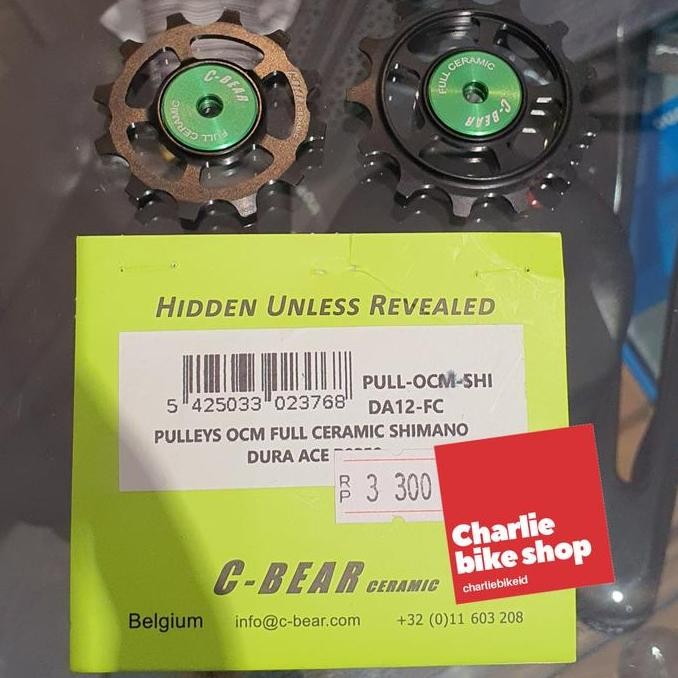 C-BEAR
FULL CERAMIC
FULL CERAMIC
C-BEAR
HIDDEN UNLESS REVEALED
5 425033 023768
PULL-OCM-SHI
DA12-FC
PULLEYS OCM FULL CERAMIC SHIMANO
DURA ACE
RP 3 300
Charlie
bike shop
charliebikeid
C-BEAR CERAMIC
Belgium info@c-bear.com +32 (0)11 603 208